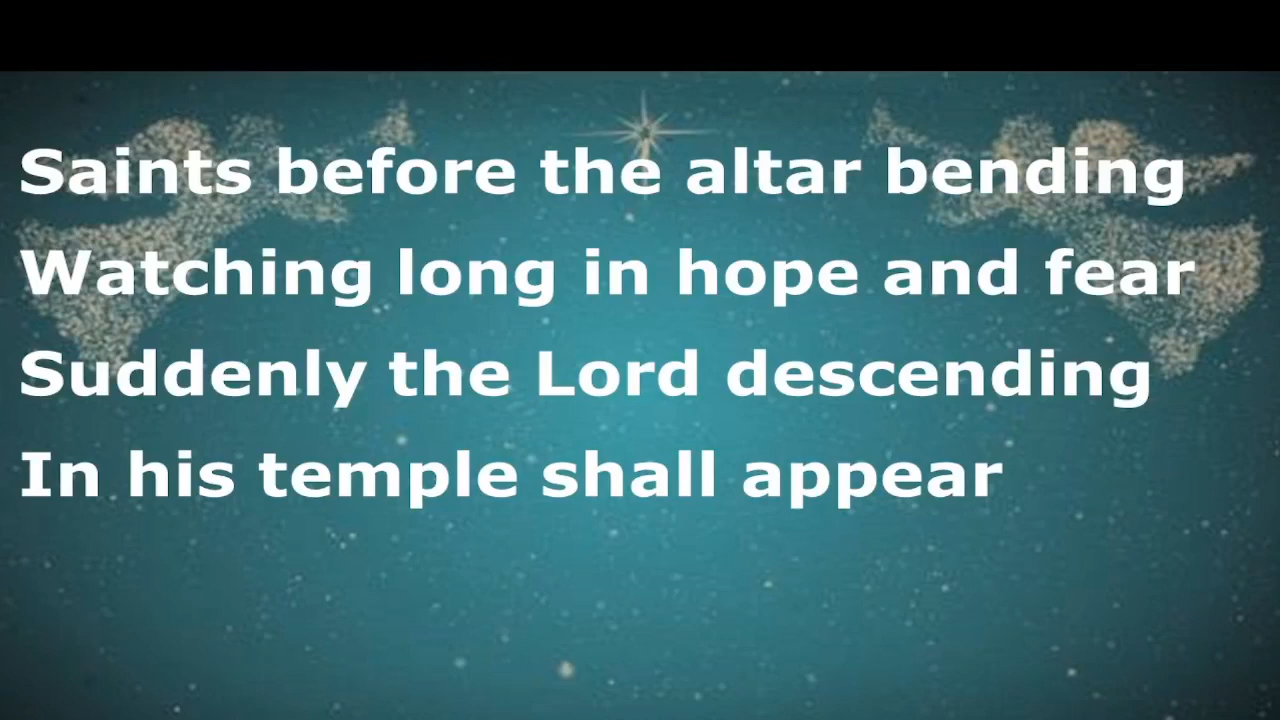 Saints before the altar bending
Watching long in hope and fear
Suddenly the Lord descending
In his temple shall appear